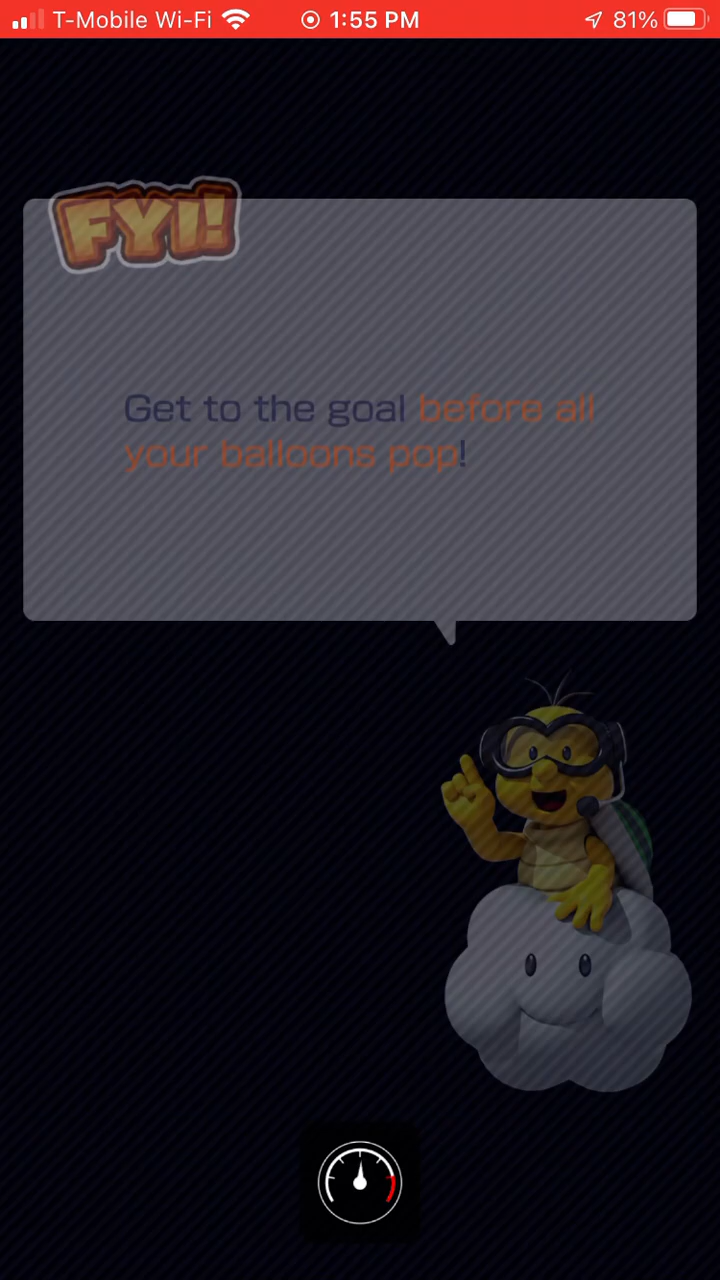 T-Mobile Wi-Fi 1:55 PM 81%
FYI!
Get to the goal before all
your balloons pop!